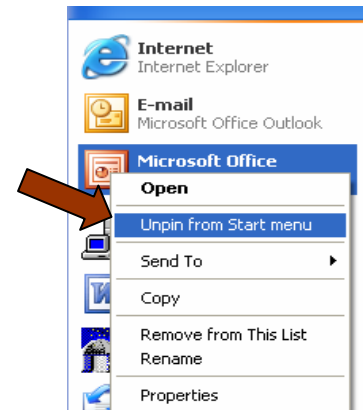 Internet
Internet Explorer
E-mail
Microsoft Office Outlook
Microsoft Office
Open
Unpin from Start menu
Send To
Copy
Remove from This List
Rename
Properties